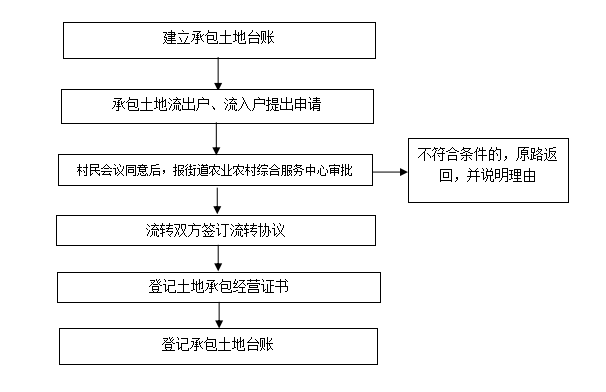 建立承包土地台账
承包土地流出户、流入户提出申请
村民会议同意后，报街道农业农村综合服务中心审批
不符合条件的，原路返
回，并说明理由
流转双方签订流转协议
登记土地承包经营证书
登记承包土地台账